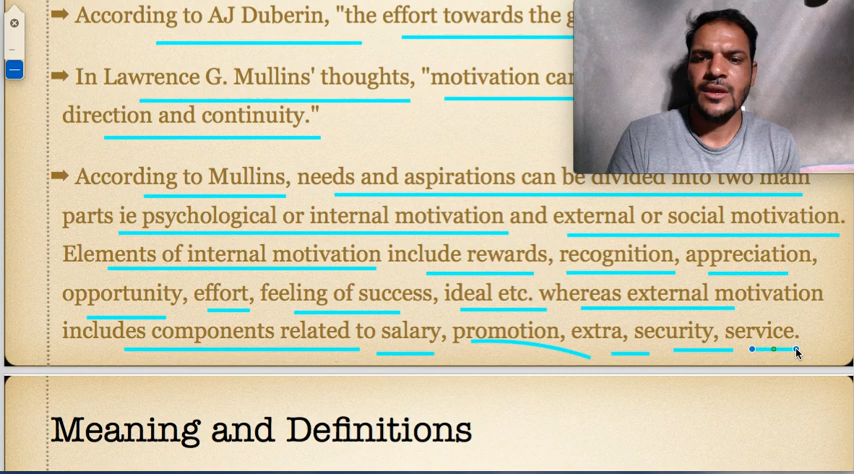 ➡ According to AJ Duberin, "the effort towards the
➡ In Lawrence G. Mullins' thoughts, "motivation can
direction and continuity."
➡ According to Mullins, needs and aspirations can be divided into two main
parts ie psychological or internal motivation and external or social motivation.
Elements of internal motivation include rewards, recognition, appreciation,
opportunity, effort, feeling of success, ideal etc. whereas external motivation
includes components related to salary, promotion, extra, security, service.
Meaning and Definitions